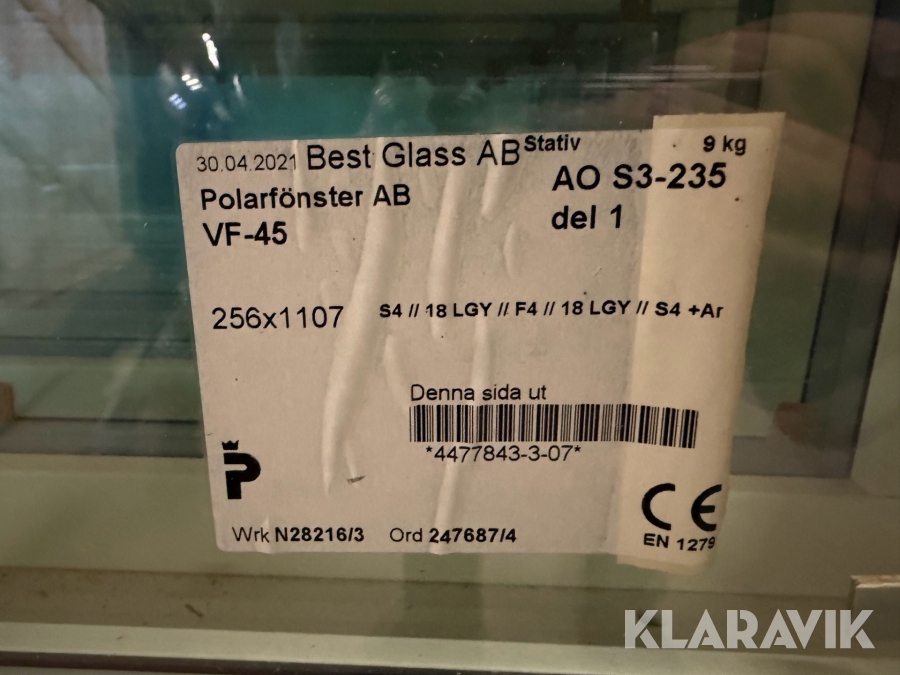 30.04.2021 Best Glass AB Stativ 9 kg
Polarfönster AB AO S3-235
VF-45 del 1
256x1107 S4 // 18 LGY // F4 // 18 LGY // S4 +Ar
Denna sida ut
*4477843-3-07*
P
Wrk N28216/3 Ord 247687/4
CE
EN 1279
KLARAVIK